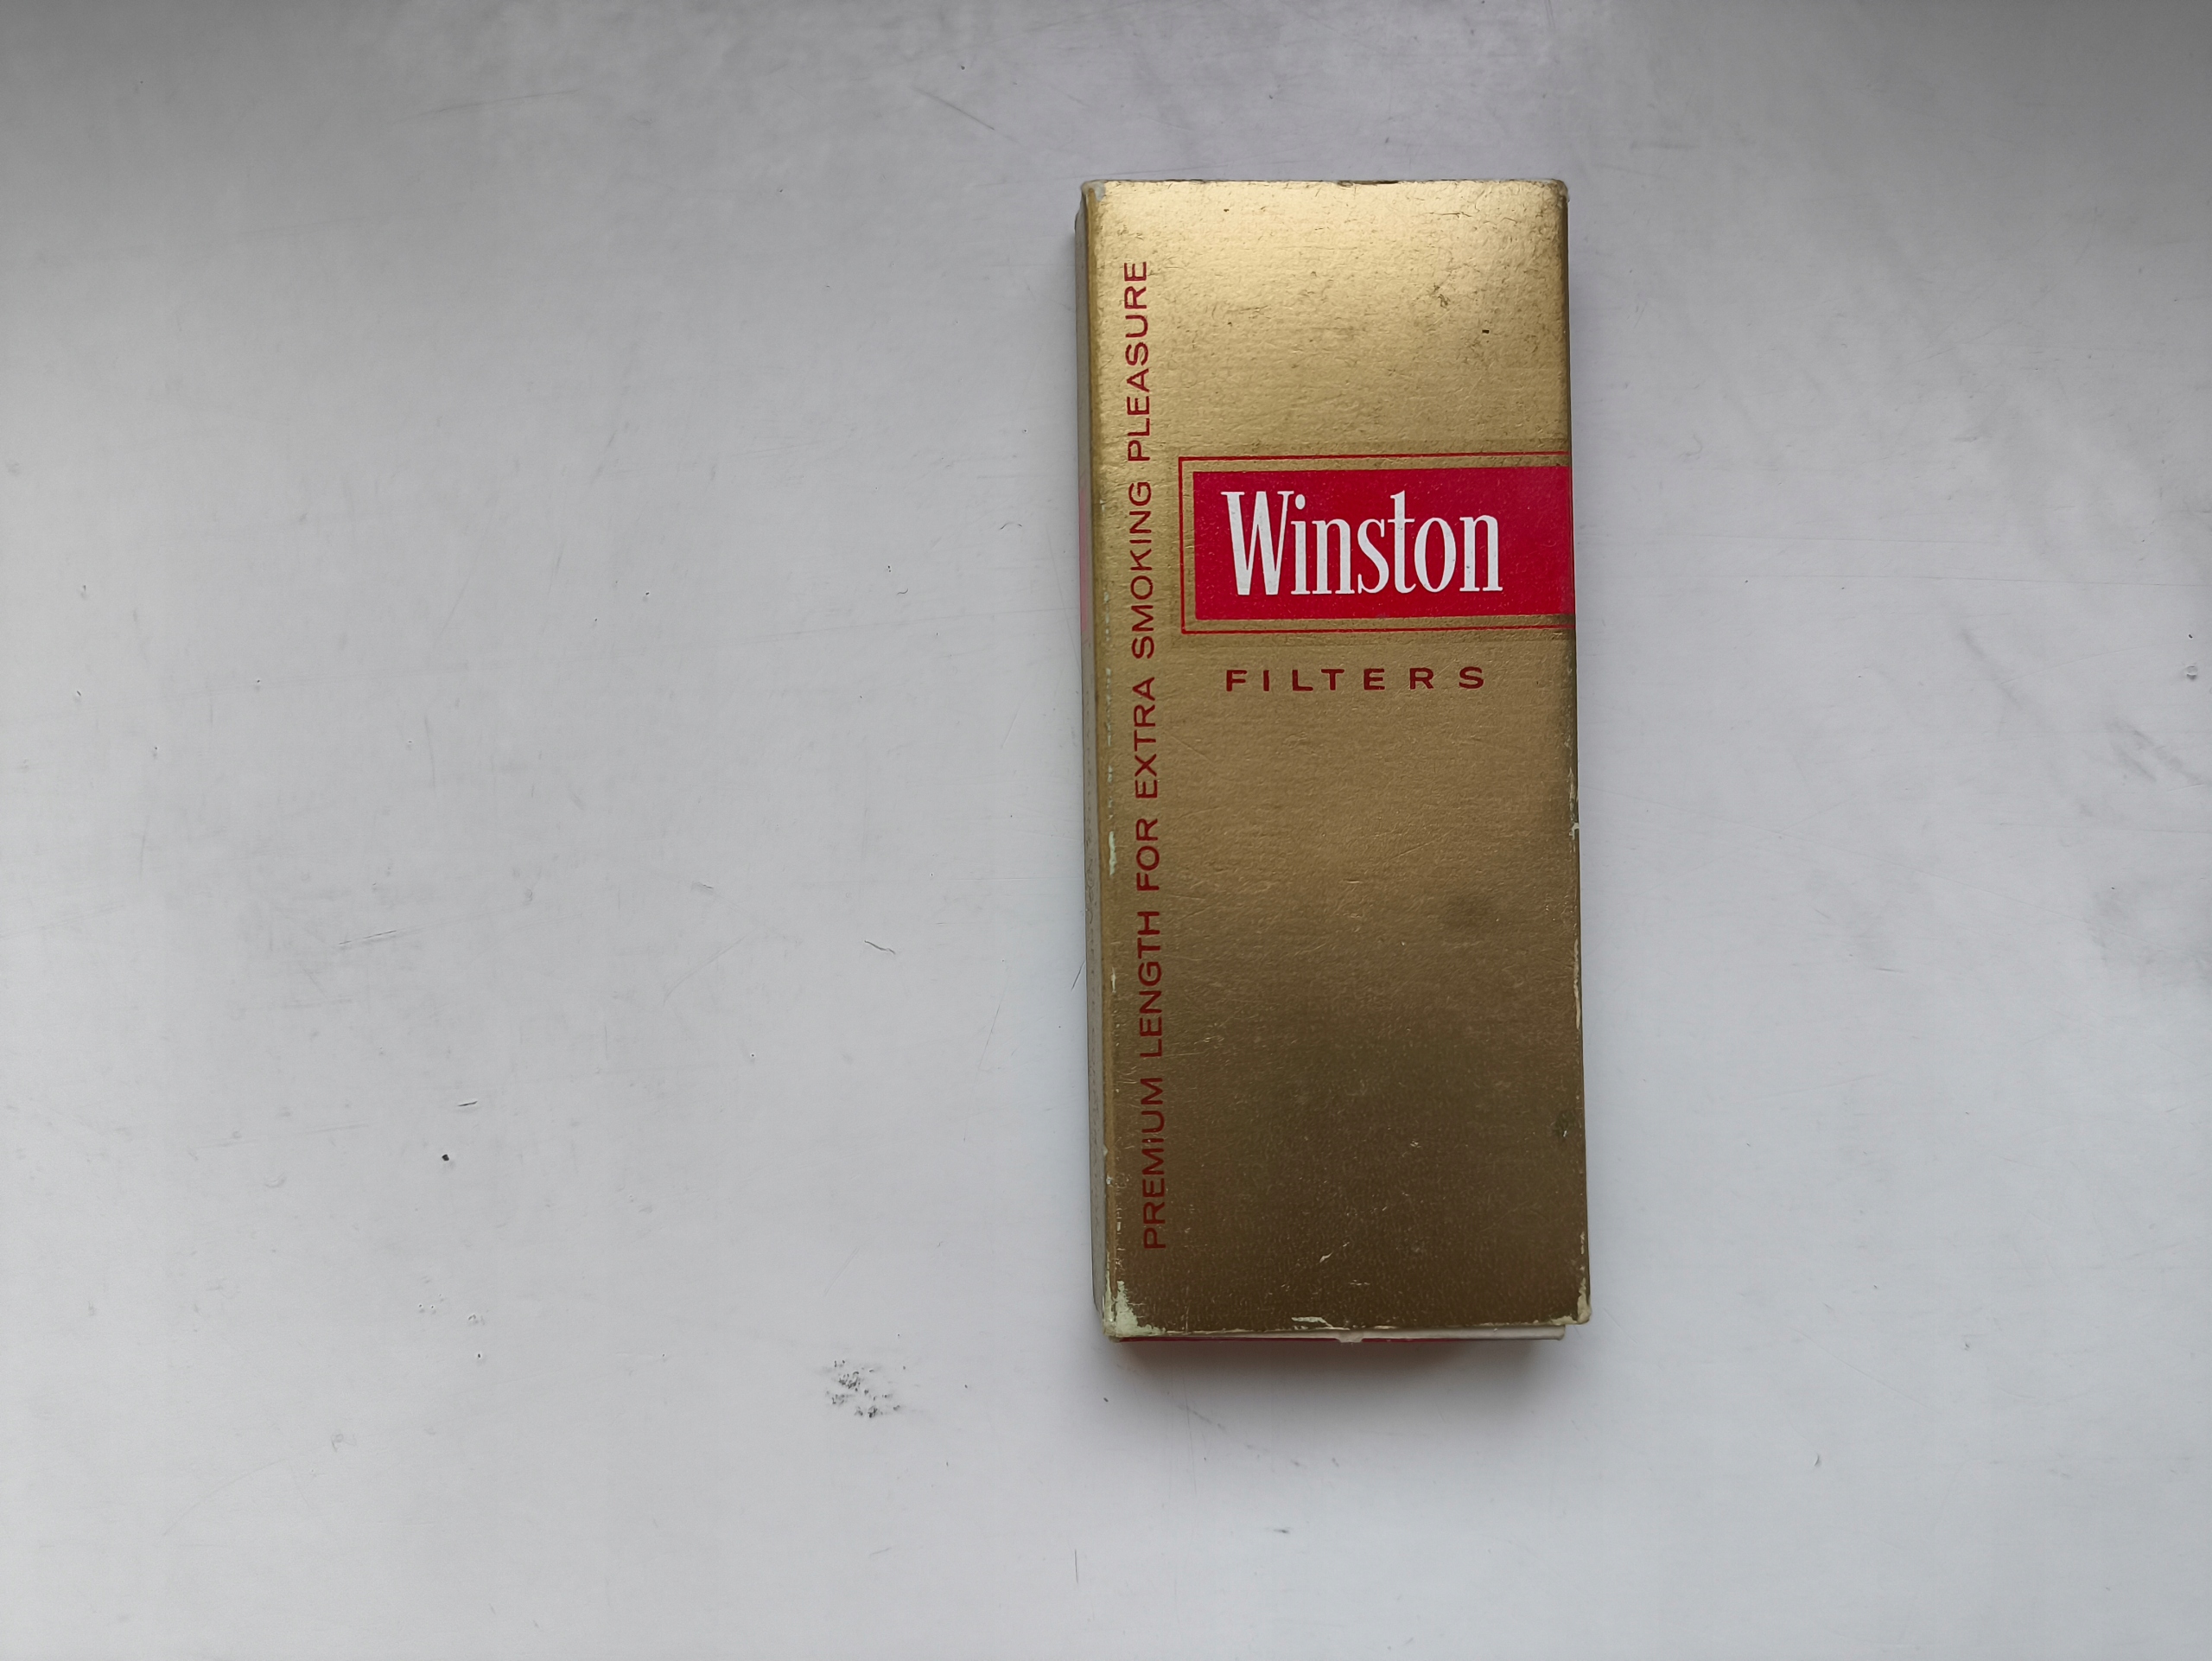 PREMIUM LENGTH FOR EXTRA SMOKING PLEASURE
Winston
FILTERS